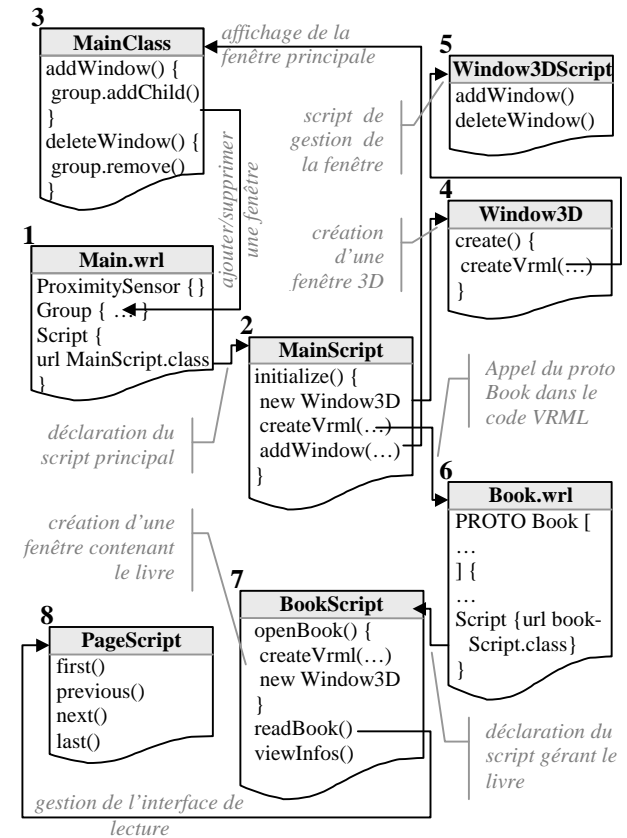 3
MainClass
addWindow() {
group.addChild()
}
deleteWindow() {
group.remove()
}
affichage de la
fenêtre principale
5
Window3DScript
addWindow()
deleteWindow()
script de
gestion de
la fenêtre
ajouter/supprimer
une fenêtre
4
Window3D
create() {
createVrml(…)
}
création
d’une
fenêtre 3D
1
Main.wrl
ProximitySensor {}
Group { … }
Script {
url MainScript.class
}
2
MainScript
initialize() {
new Window3D
createVrml(…)
addWindow(…)
}
déclaration du
script principal
Appel du proto
Book dans le
code VRML
6
Book.wrl
PROTO Book [
…
] {
…
Script {url book-
Script.class}
}
création d’une
fenêtre contenant
le livre
7
BookScript
openBook() {
createVrml(…)
new Window3D
}
readBook()
viewInfos()
8
PageScript
first()
previous()
next()
last()
déclaration du
script gérant le
livre
gestion de l’interface de
lecture